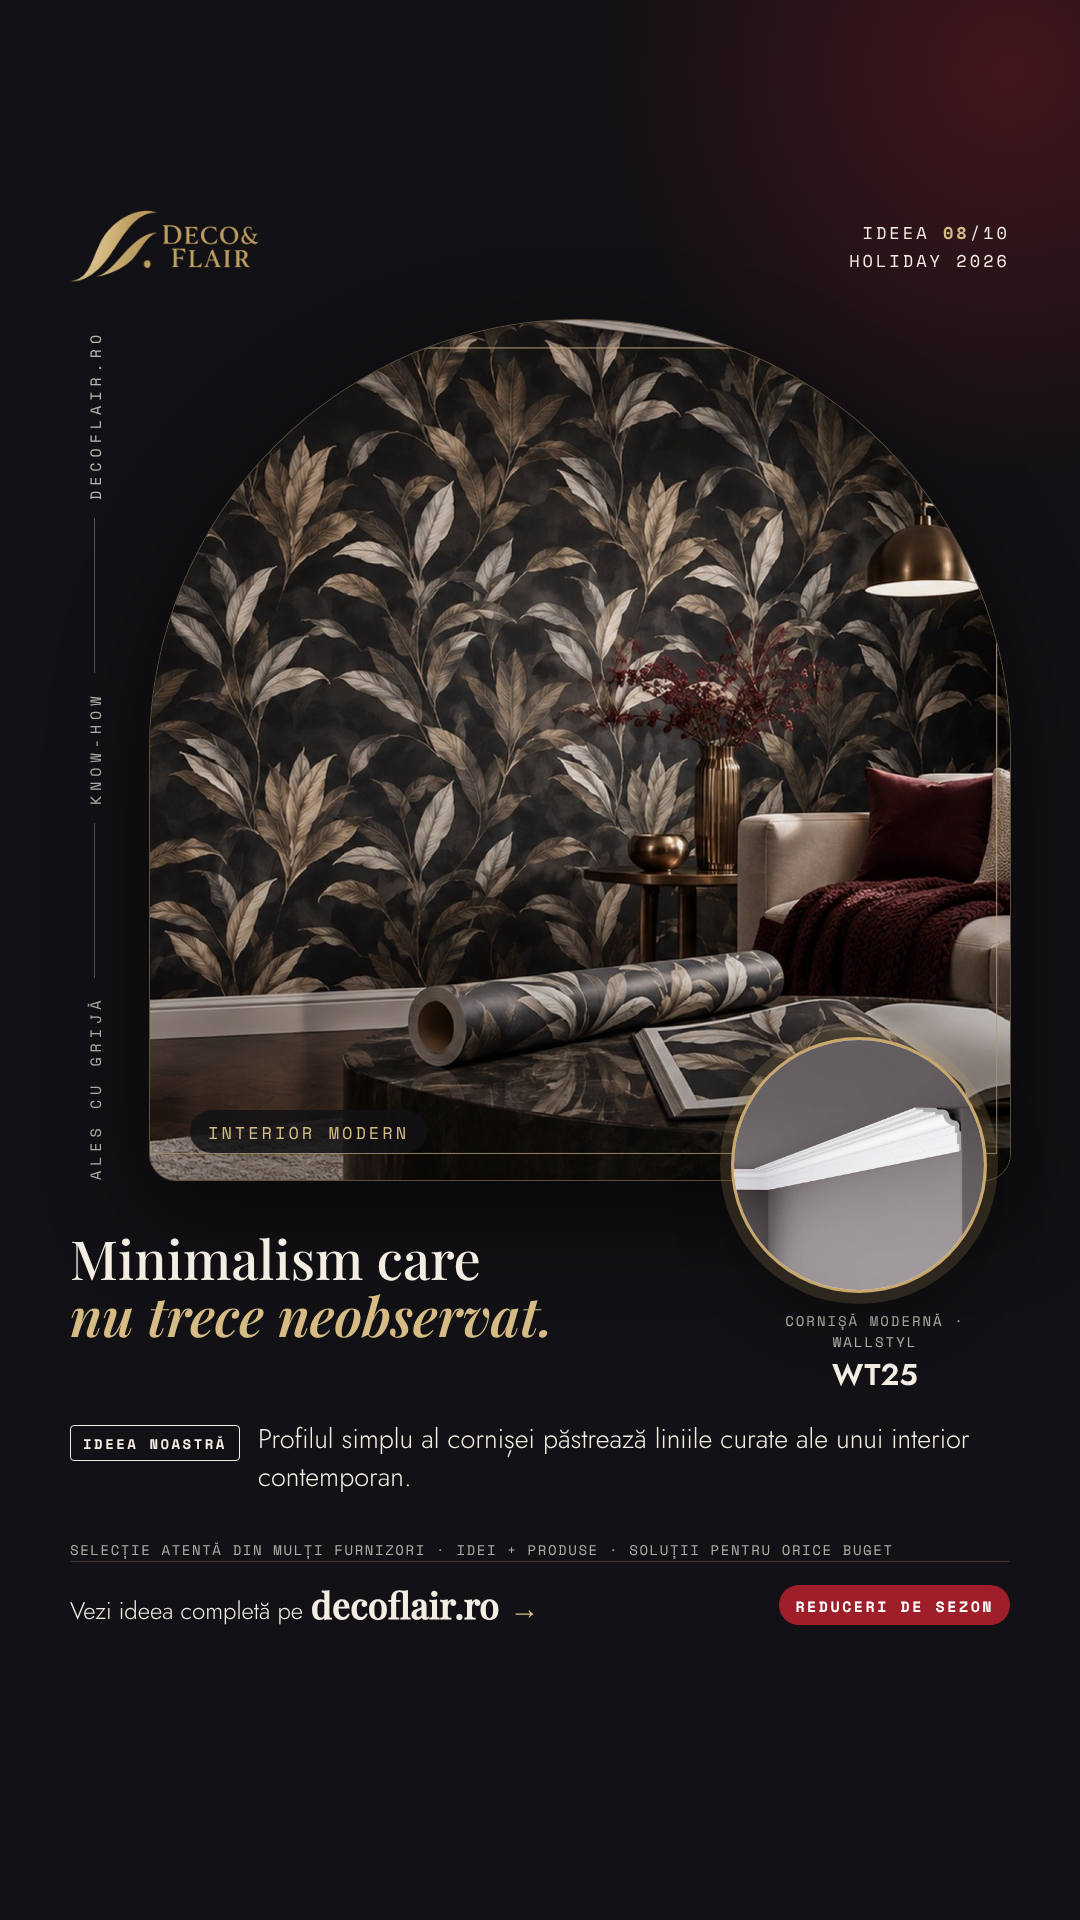 DECO&
FLAIR
IDEEA 08/10
HOLIDAY 2026
DECOFLAIR.RO
KNOW-HOW
ALES CU GRIJĂ
INTERIOR MODERN
Minimalism care
nu trece neobservat.
CORNIȘĂ MODERNĂ ·
WALLSTYL
WT25
IDEEA NOASTRĂ
Profilul simplu al cornișei păstrează liniile curate ale unui interior
contemporan.
SELECȚIE ATENTĂ DIN MULȚI FURNIZORI · IDEI + PRODUSE · SOLUȚII PENTRU ORICE BUGET
Vezi ideea completă pe decoflair.ro →
REDUCERI DE SEZON